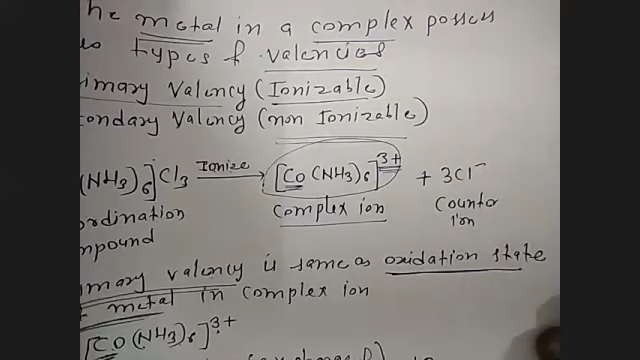 he metal in a complex possess
types of valencies
imary Valency (Ionizable)
condary Valency (non Ionizable)
(NH3)6]Cl3 Ionize → [Co(NH3)6]3+ + 3Cl-
ordination complex ion Countor ion
mpound
imary valency is same as oxidation state
metal in complex ion
[Co(NH3)6]3+